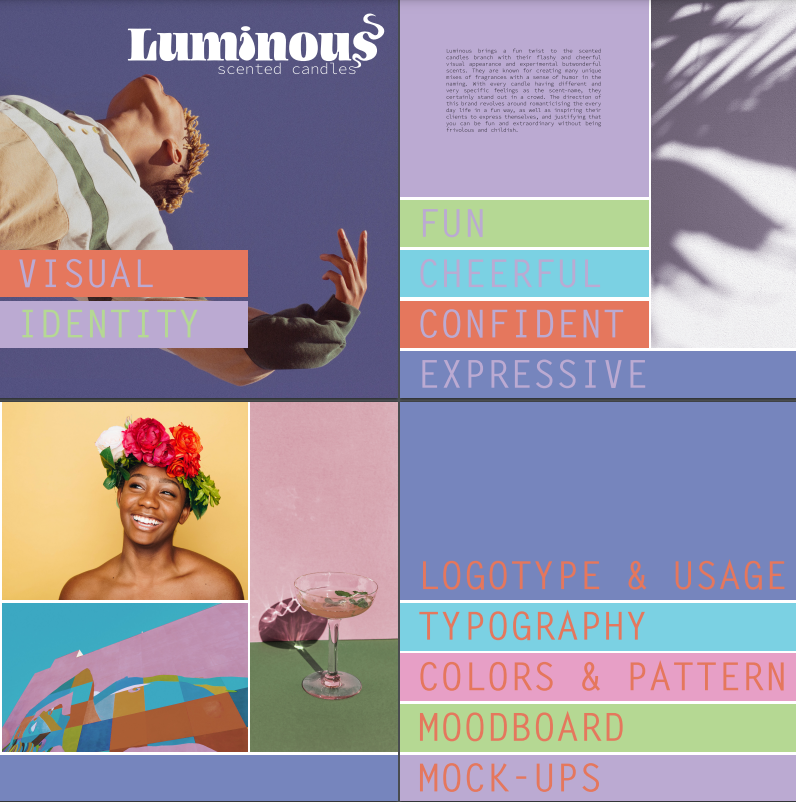 Luminous
scented candles
VISUAL
IDENTITY
Luminous brings a fun twist to the scented
candles branch with their flashy and cheerful
visual appearance and experimental butwonderful
scents. They are known for creating many unique
mixes of fragrances with a sense of humor in the
naming. With every candle having different and
very specific feelings as the scent-name, they
certainly stand out in a crowd. The direction of
this brand revolves around romanticising the every
day life in a fun way, as well as inspiring their
clients to express themselves, and justifying that
you can be fun and extraordinary without being
frivolous and childish.
FUN
CHEERFUL
CONFIDENT
EXPRESSIVE
LOGOTYPE & USAGE
TYPOGRAPHY
COLORS & PATTERN
MOODBOARD
MOCK-UPS